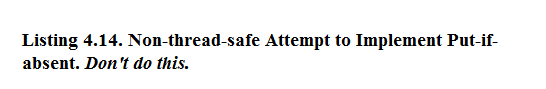 Listing 4.14. Non-thread-safe Attempt to Implement Put-if-
absent. Don't do this.